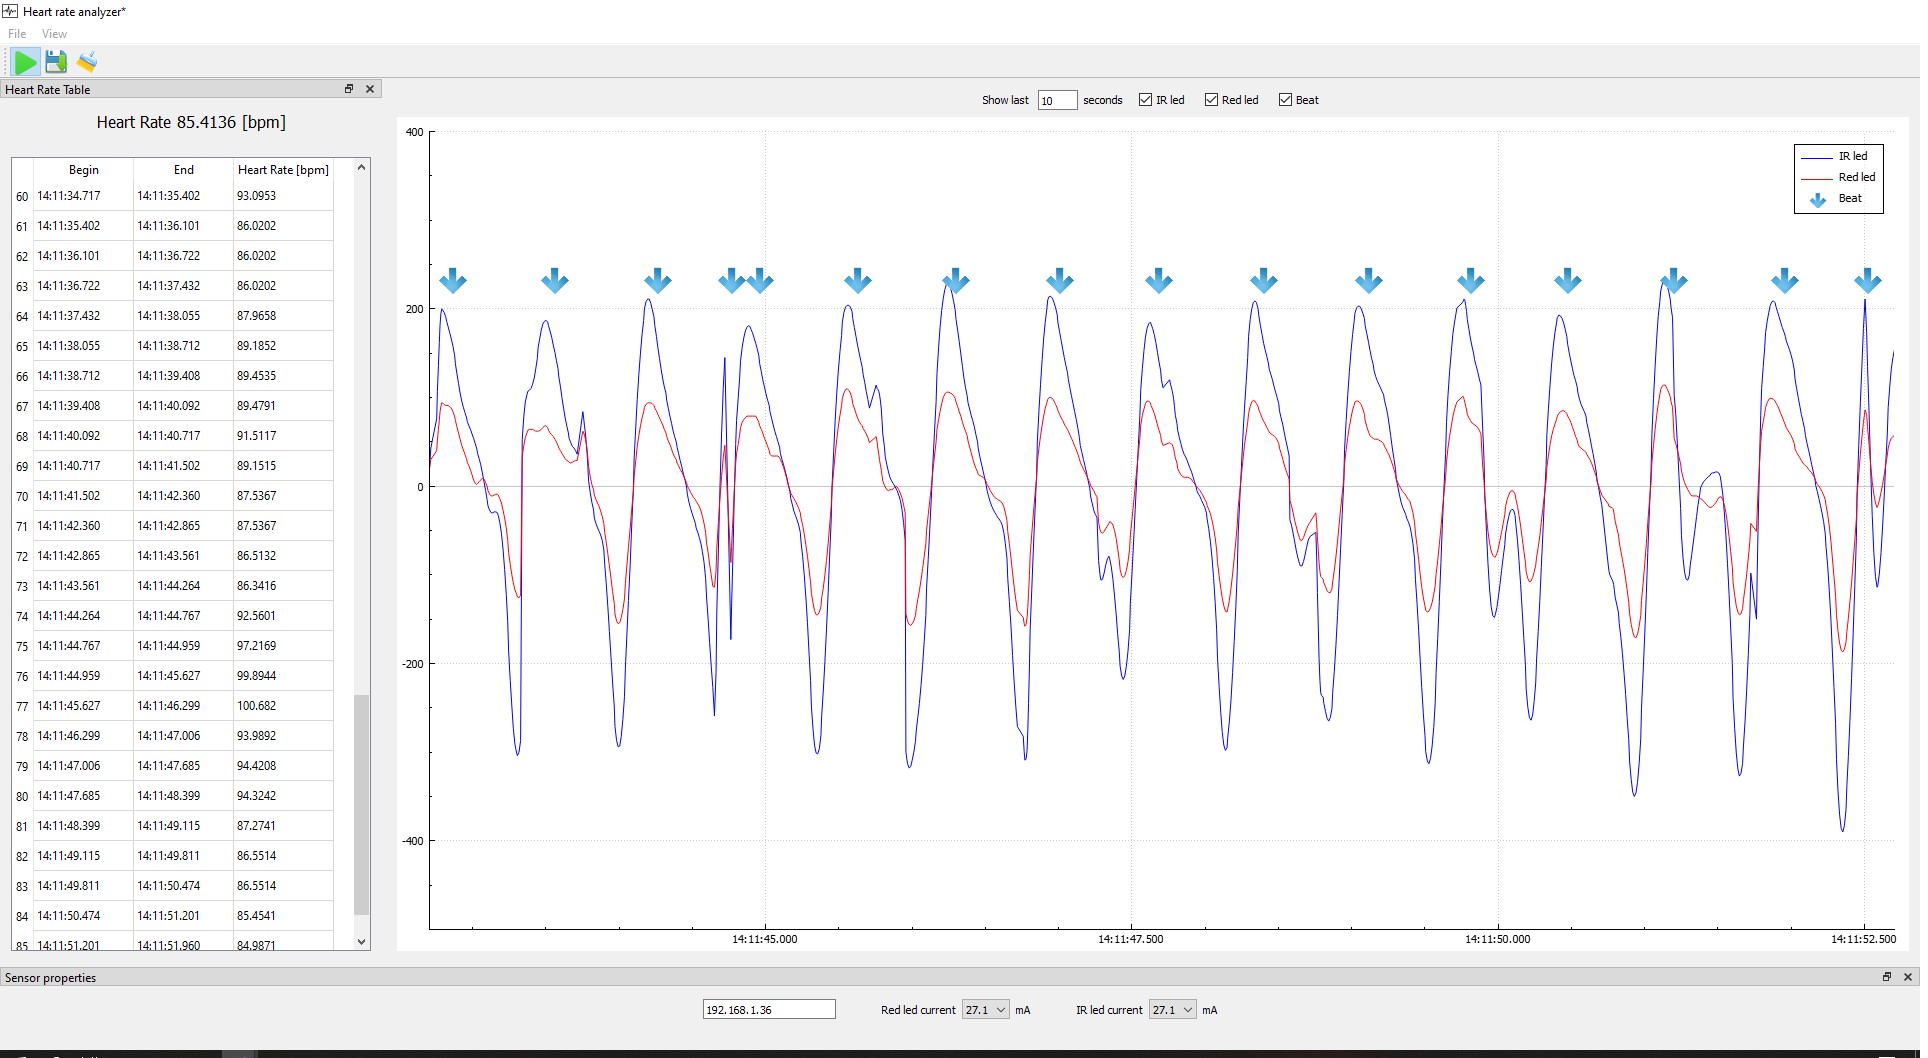 Heart rate analyzer*
File View
Heart Rate Table
Heart Rate 85.4136 [bpm]
Begin End Heart Rate [bpm]
60 14:11:34.717 14:11:35.402 93.0953
61 14:11:35.402 14:11:36.101 86.0202
62 14:11:36.101 14:11:36.722 86.0202
63 14:11:36.722 14:11:37.432 86.0202
64 14:11:37.432 14:11:38.055 87.9658
65 14:11:38.055 14:11:38.712 89.1852
66 14:11:38.712 14:11:39.408 89.4535
67 14:11:39.408 14:11:40.092 89.4791
68 14:11:40.092 14:11:40.717 91.5117
69 14:11:40.717 14:11:41.502 89.1515
70 14:11:41.502 14:11:42.360 87.5367
71 14:11:42.360 14:11:42.865 87.5367
72 14:11:42.865 14:11:43.561 86.5132
73 14:11:43.561 14:11:44.264 86.3416
74 14:11:44.264 14:11:44.767 92.5601
75 14:11:44.767 14:11:44.959 97.2169
76 14:11:44.959 14:11:45.627 99.8944
77 14:11:45.627 14:11:46.299 100.682
78 14:11:46.299 14:11:47.006 93.9892
79 14:11:47.006 14:11:47.685 94.4208
80 14:11:47.685 14:11:48.399 94.3242
81 14:11:48.399 14:11:49.115 87.2741
82 14:11:49.115 14:11:49.811 86.5514
83 14:11:49.811 14:11:50.474 86.5514
84 14:11:50.474 14:11:51.201 85.4541
85 14:11:51.201 14:11:51.960 84.9871
Show last 10 seconds IR led Red led Beat
400
200
0
-200
-400
IR led
Red led
Beat
14:11:45.000 14:11:47.500 14:11:50.000 14:11:52.500
Sensor properties
192.168.1.36 Red led current 27.1 mA IR led current 27.1 mA